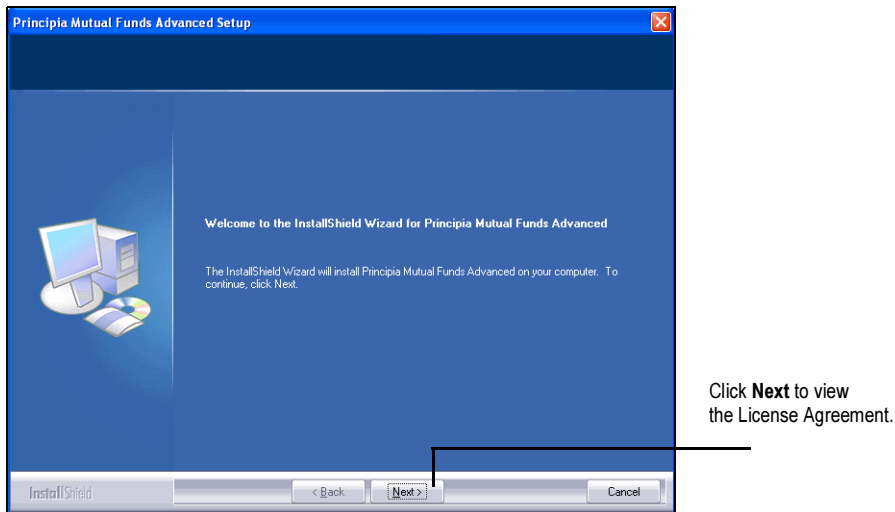 Principia Mutual Funds Advanced Setup
Welcome to the InstallShield Wizard for Principia Mutual Funds Advanced
The InstallShield Wizard will install Principia Mutual Funds Advanced on your computer. To
continue, click Next.
Click Next to view
the License Agreement.
InstallShield
< Back
Next >
Cancel